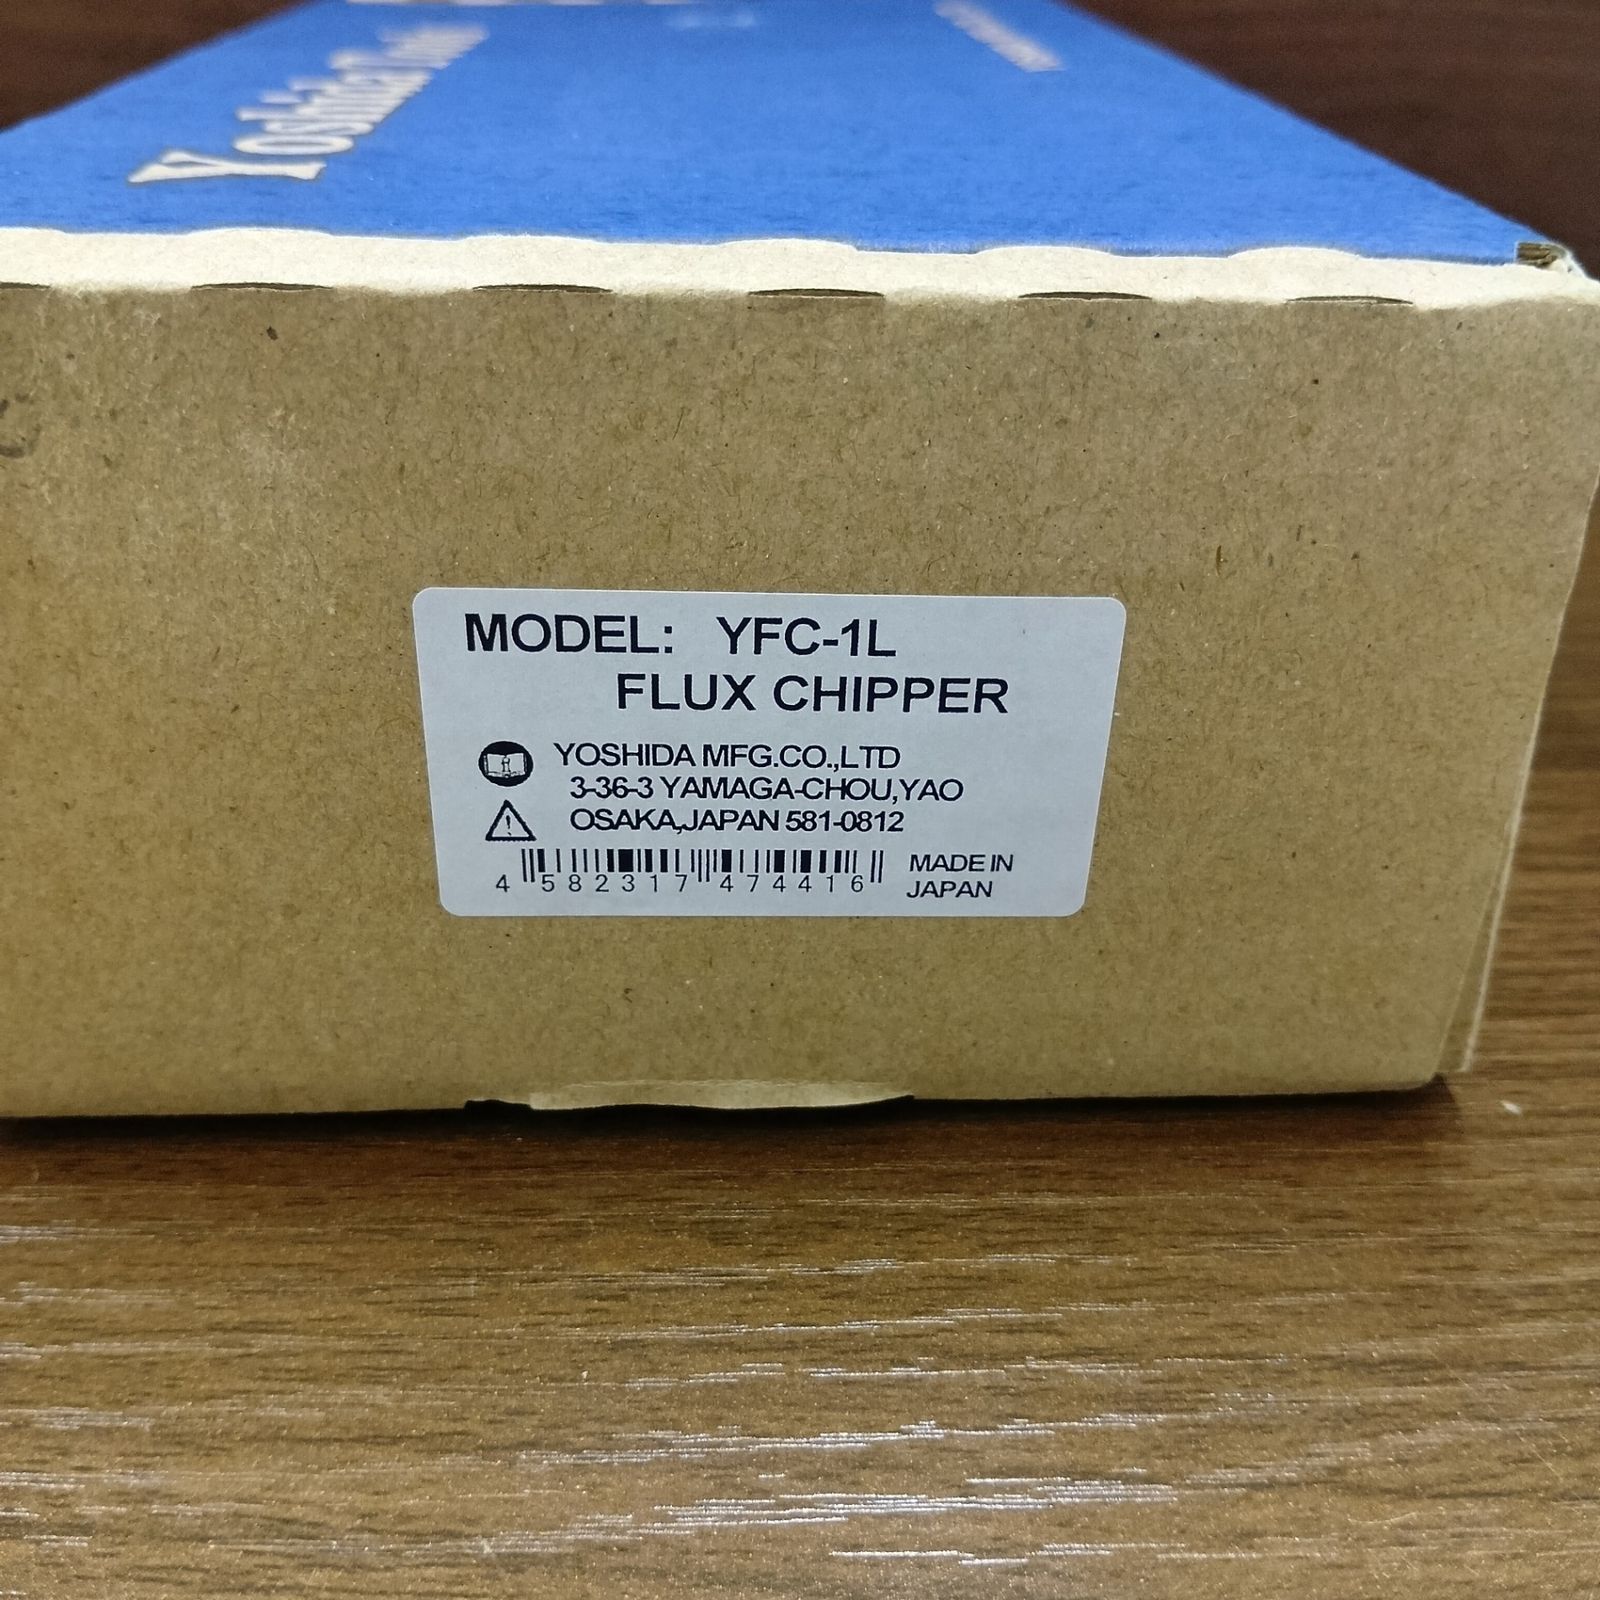 Yoshida
MODEL: YFC-1L
FLUX CHIPPER
YOSHIDA MFG.CO.,LTD
3-36-3 YAMAGA-CHOU,YAO
OSAKA,JAPAN 581-0812
4 582317 474416
MADE IN
JAPAN